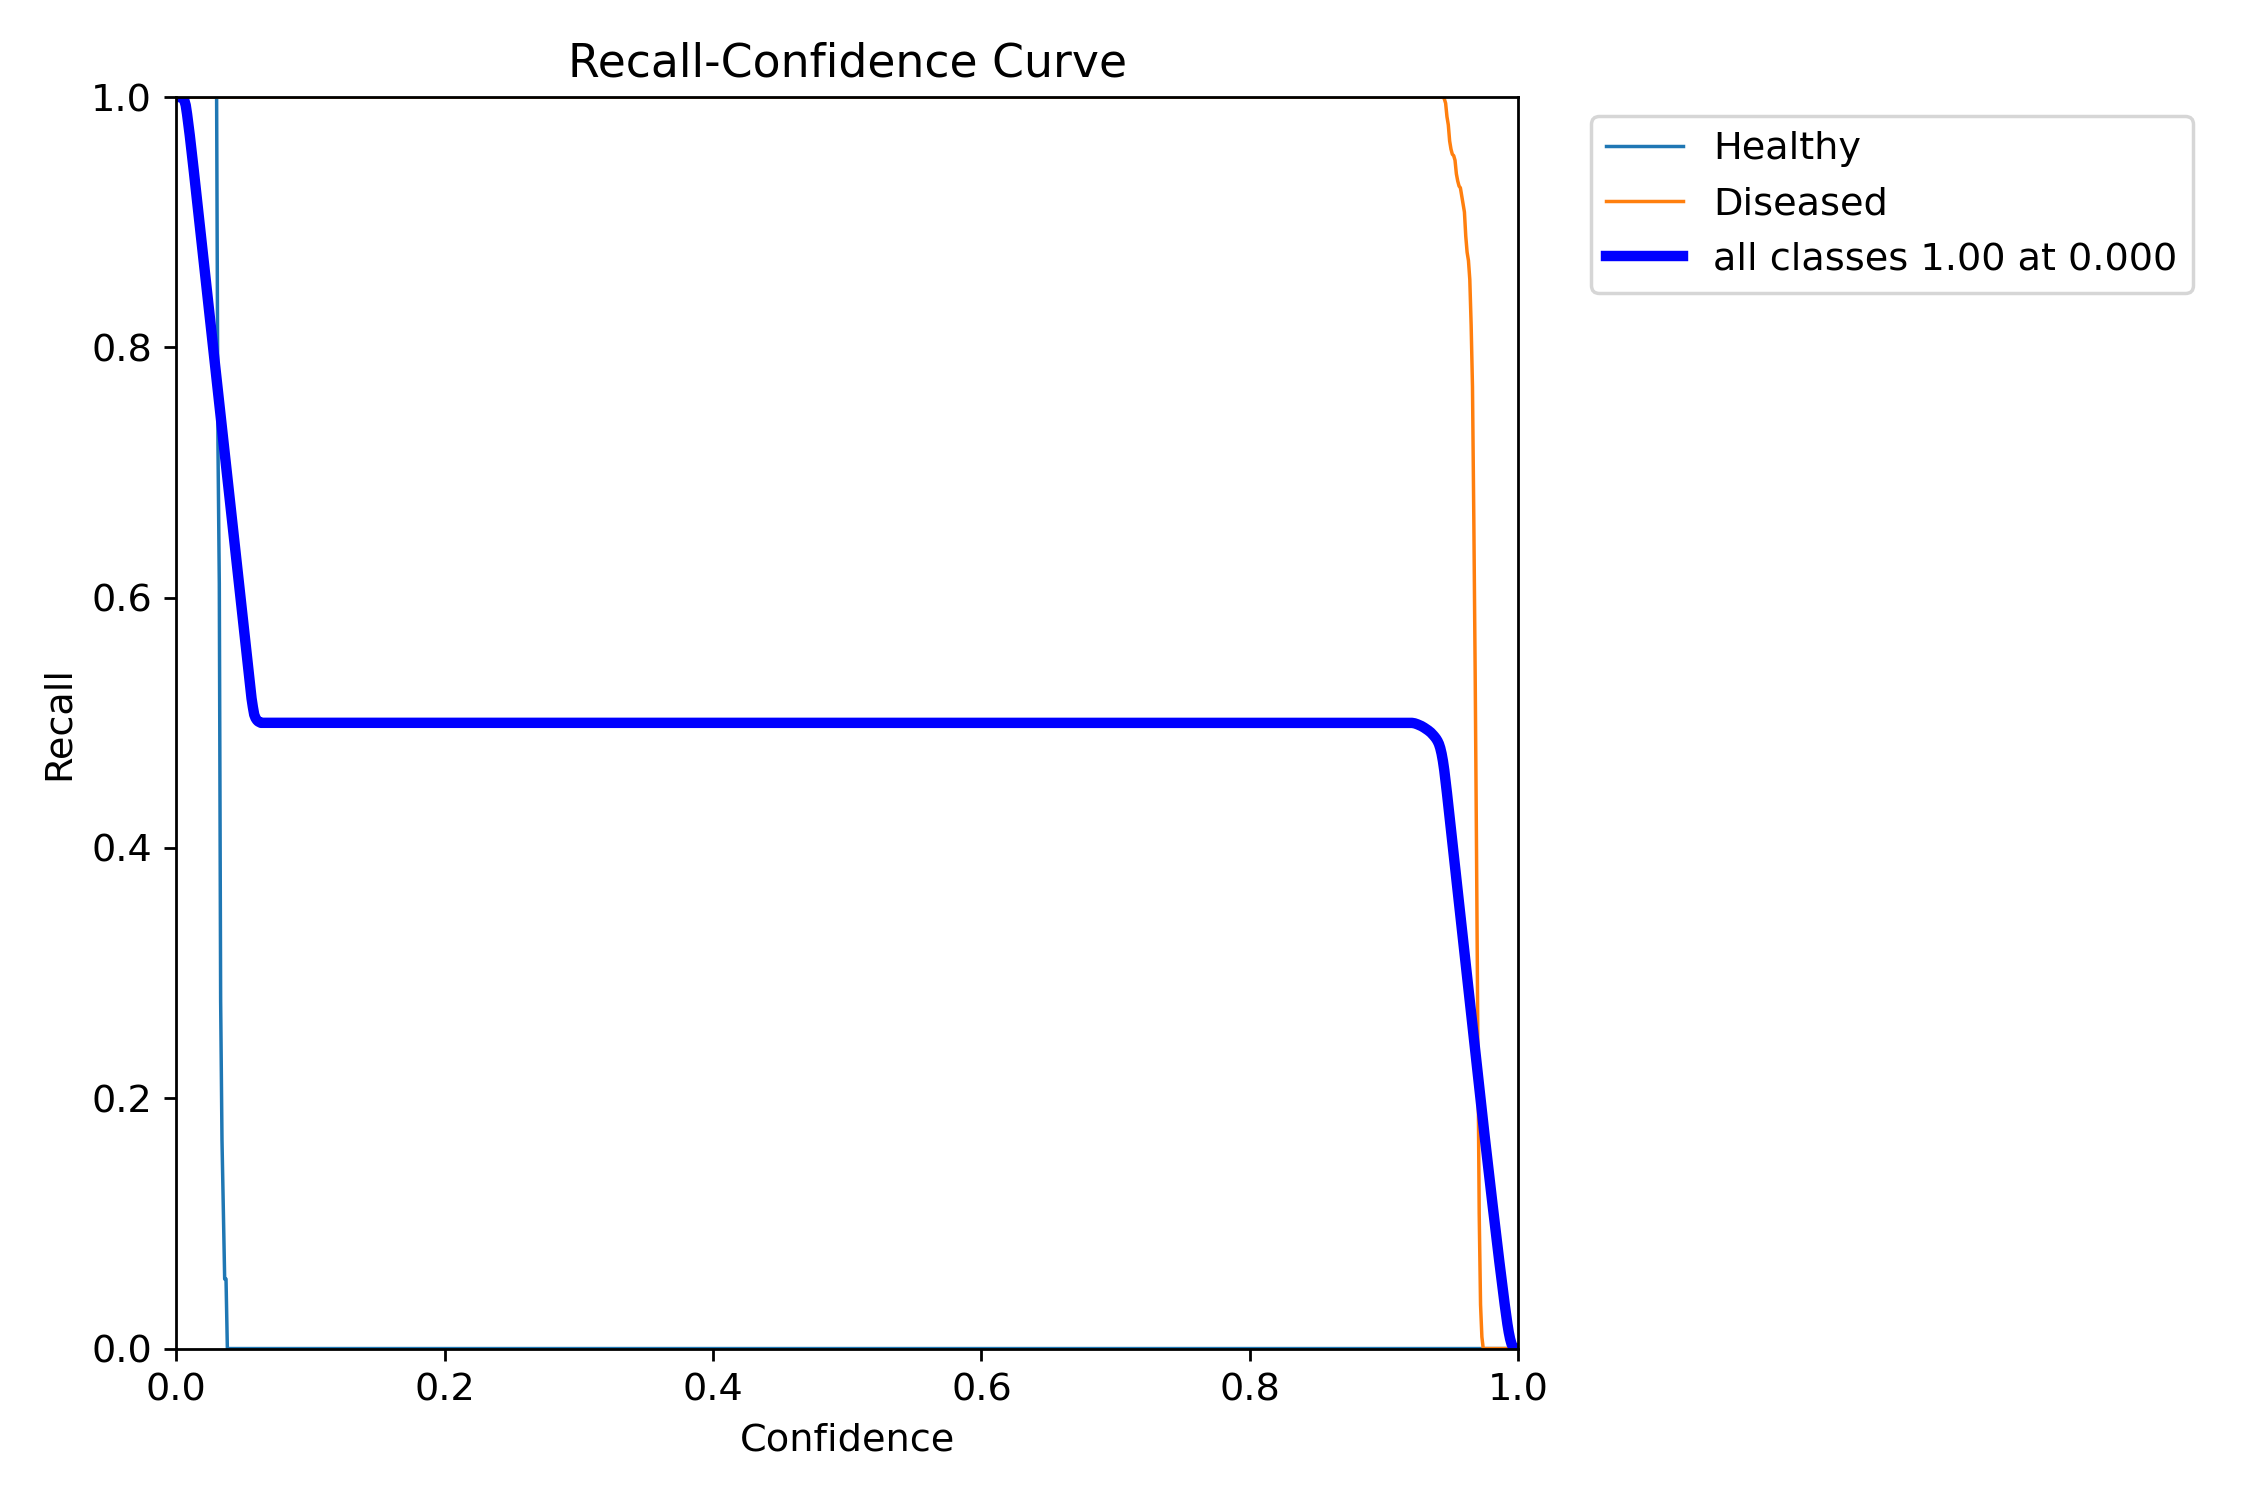 Recall-Confidence Curve
1.0
0.8
0.6
0.4
0.2
0.0
Recall
0.0 0.2 0.4 0.6 0.8 1.0
Confidence
Healthy
Diseased
all classes 1.00 at 0.000